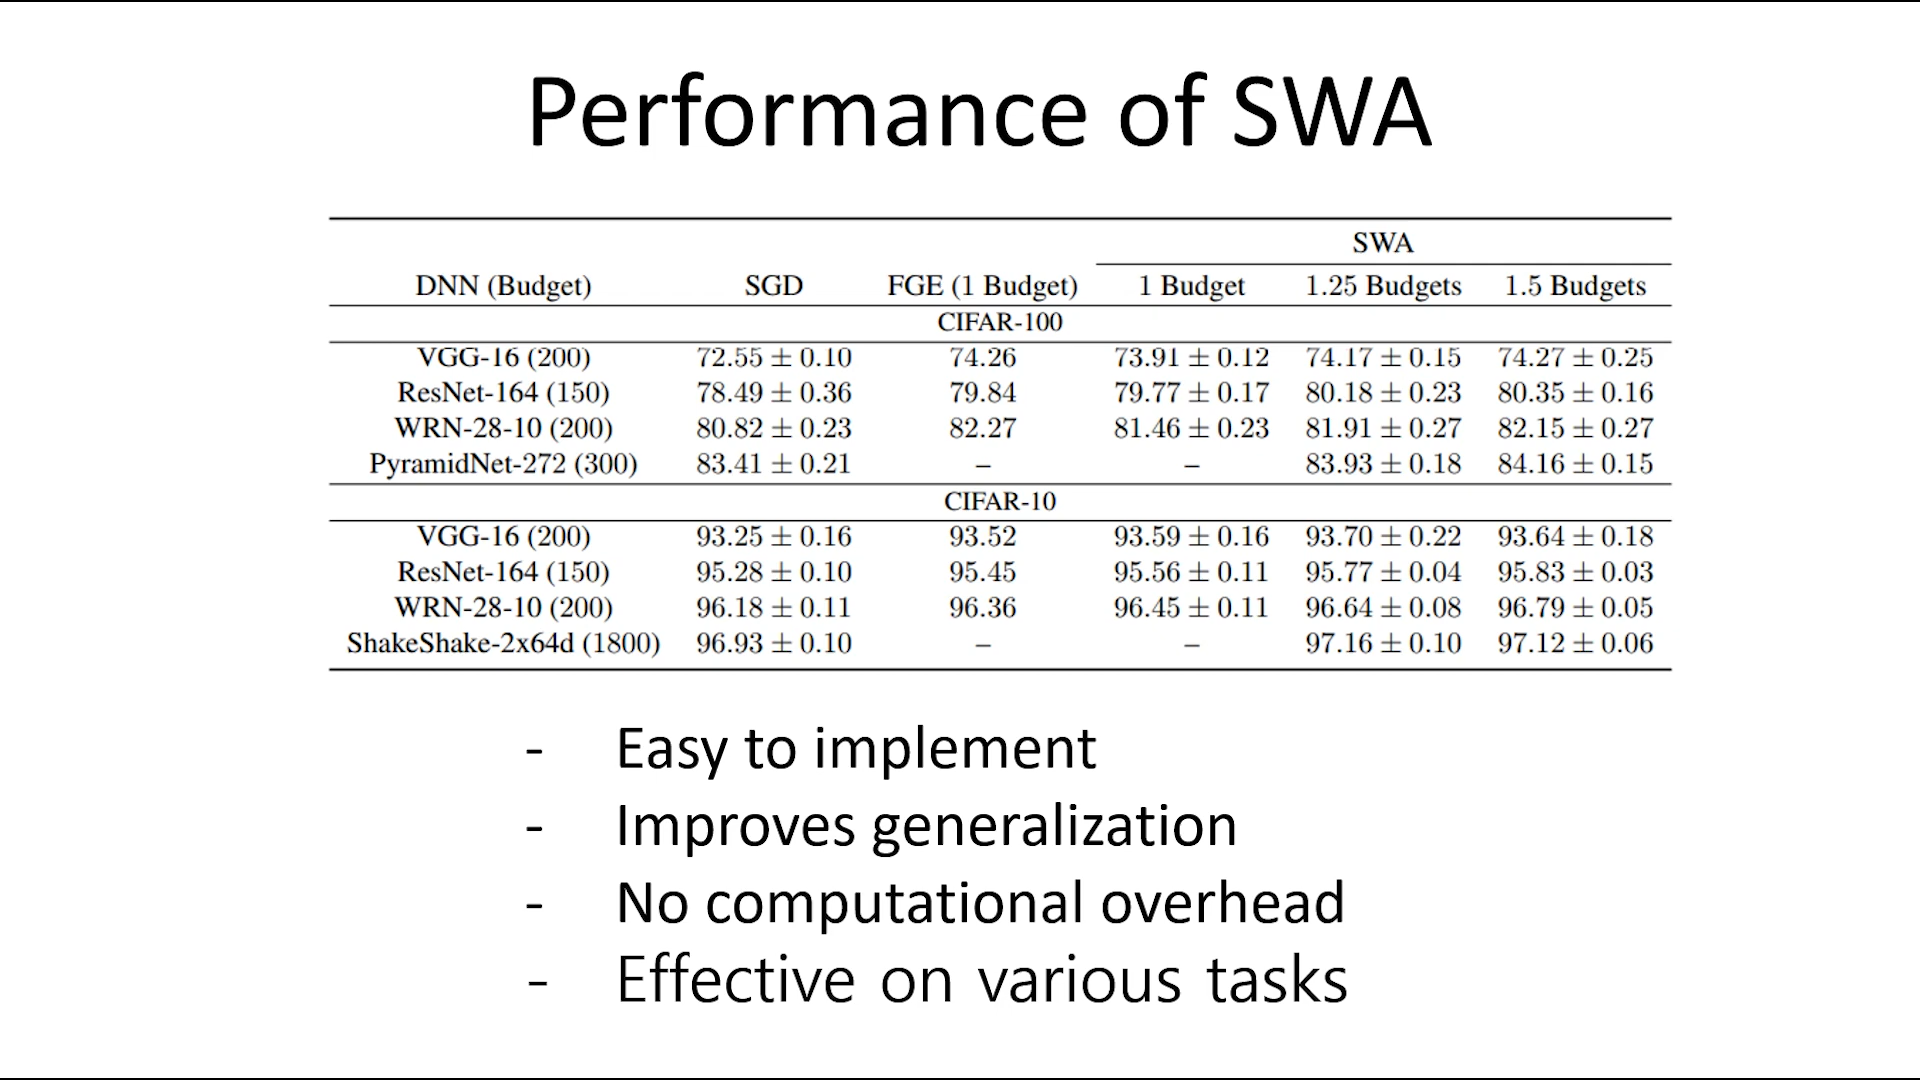 Performance of SWA
SWA
DNN (Budget) SGD FGE (1 Budget) 1 Budget 1.25 Budgets 1.5 Budgets
CIFAR-100
VGG-16 (200) 72.55 ± 0.10 74.26 73.91 ± 0.12 74.17 ± 0.15 74.27 ± 0.25
ResNet-164 (150) 78.49 ± 0.36 79.84 79.77 ± 0.17 80.18 ± 0.23 80.35 ± 0.16
WRN-28-10 (200) 80.82 ± 0.23 82.27 81.46 ± 0.23 81.91 ± 0.27 82.15 ± 0.27
PyramidNet-272 (300) 83.41 ± 0.21 – – 83.93 ± 0.18 84.16 ± 0.15
CIFAR-10
VGG-16 (200) 93.25 ± 0.16 93.52 93.59 ± 0.16 93.70 ± 0.22 93.64 ± 0.18
ResNet-164 (150) 95.28 ± 0.10 95.45 95.56 ± 0.11 95.77 ± 0.04 95.83 ± 0.03
WRN-28-10 (200) 96.18 ± 0.11 96.36 96.45 ± 0.11 96.64 ± 0.08 96.79 ± 0.05
ShakeShake-2x64d (1800) 96.93 ± 0.10 – – 97.16 ± 0.10 97.12 ± 0.06
- Easy to implement
- Improves generalization
- No computational overhead
- Effective on various tasks